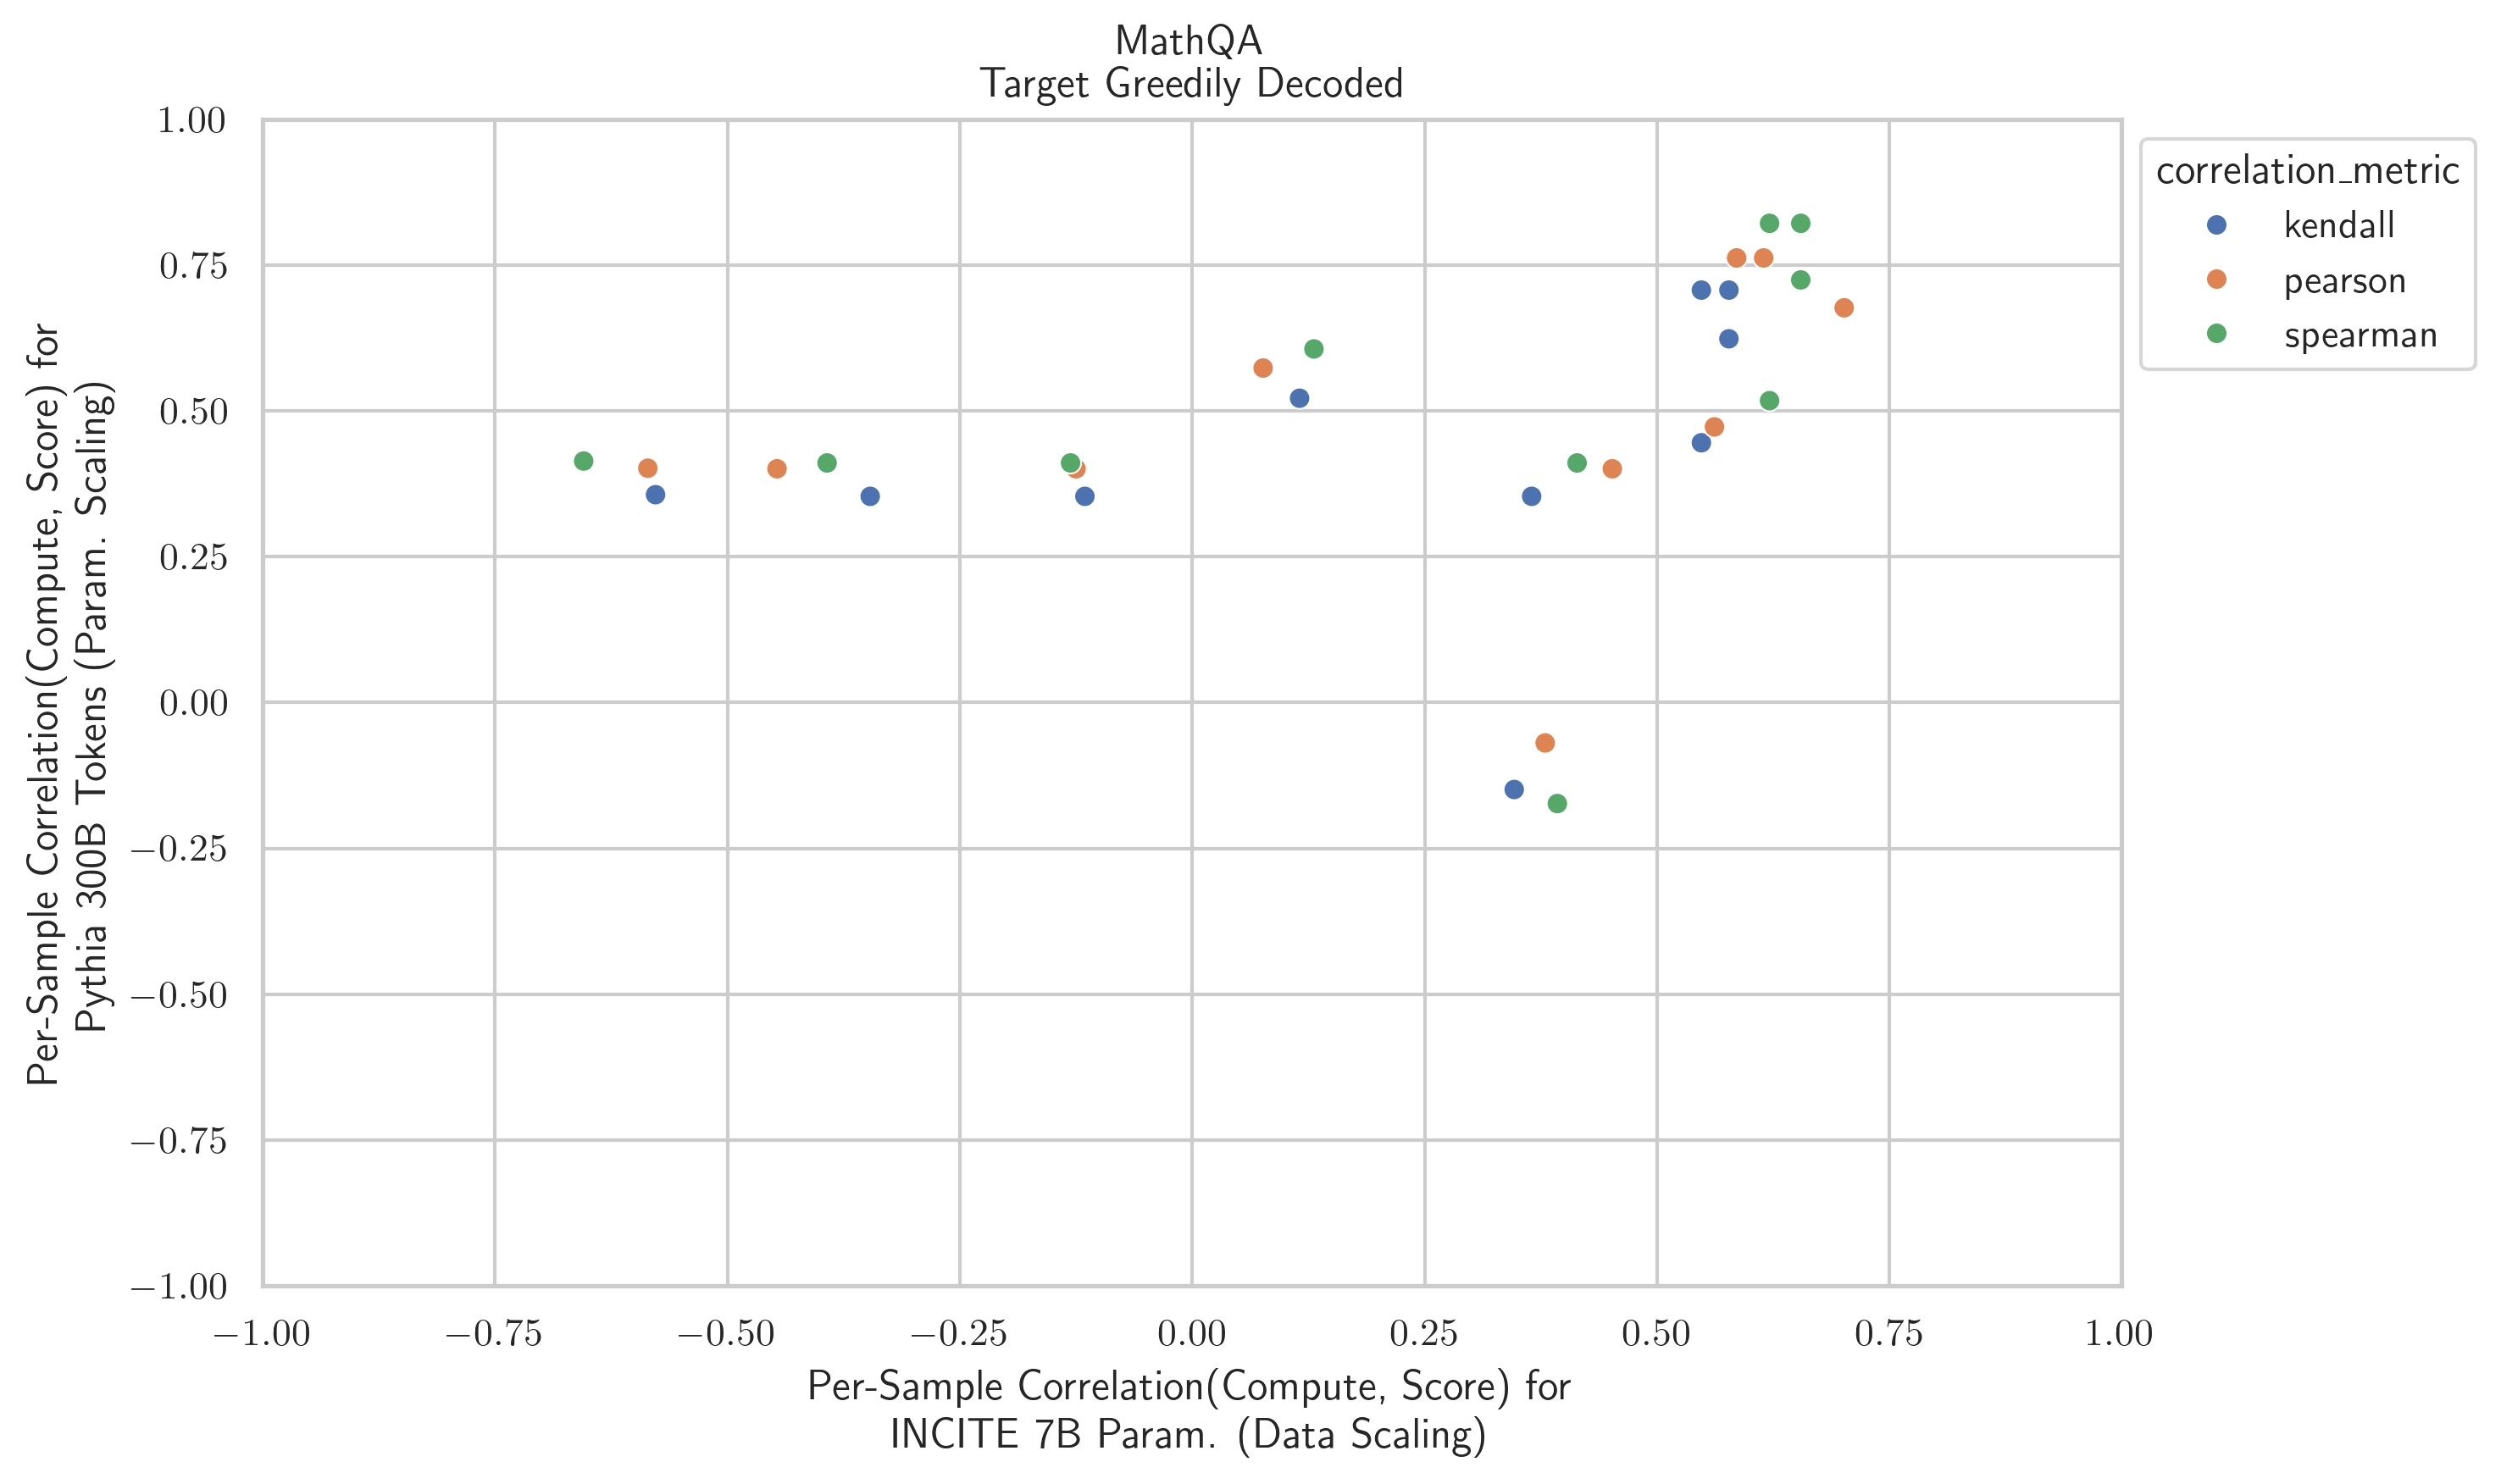 MathQA
Target Greedily Decoded
Per-Sample Correlation(Compute, Score) for
Pythia 300B Tokens (Param. Scaling)
1.00
0.75
0.50
0.25
0.00
−0.25
−0.50
−0.75
−1.00
−1.00 −0.75 −0.50 −0.25 0.00 0.25 0.50 0.75 1.00
Per-Sample Correlation(Compute, Score) for
INCITE 7B Param. (Data Scaling)
correlation_metric
kendall
pearson
spearman